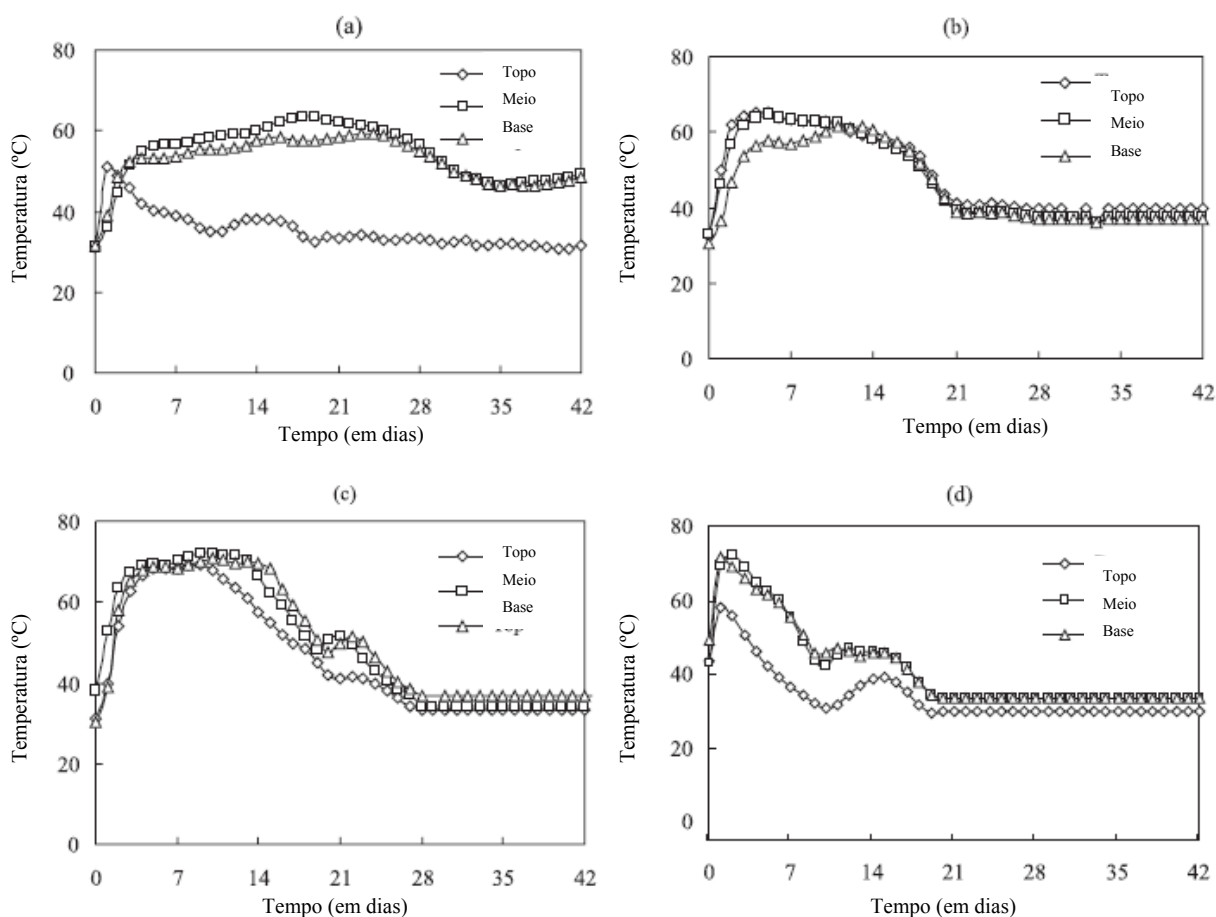 (a)
80
60
40
20
0
Temperatura (ºC)
Topo
Meio
Base
0 7 14 21 28 35 42
Tempo (em dias)
(b)
80
60
40
20
0
Temperatura (ºC)
Topo
Meio
Base
0 7 14 21 28 35 42
Tempo (em dias)
(c)
80
60
40
20
0
Temperatura (ºC)
Topo
Meio
Base
0 7 14 21 28 35 42
Tempo (em dias)
(d)
80
60
40
20
0
Temperatura (ºC)
Topo
Meio
Base
0 7 14 21 28 35 42
Tempo (em dias)